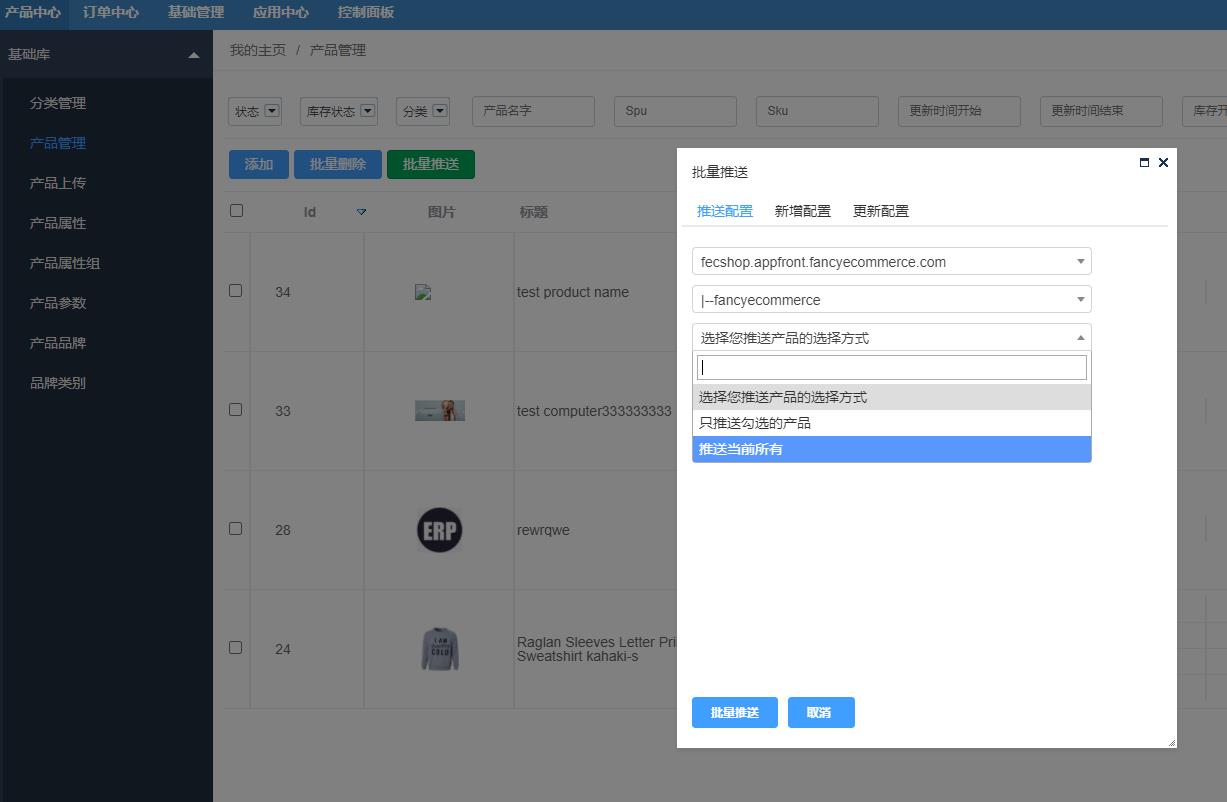 产品中心 订单中心 基础管理 应用中心 控制面板
基础库
分类管理
产品管理
产品上传
产品属性
产品属性组
产品参数
产品品牌
品牌类别
我的主页 / 产品管理
状态 库存状态 分类 产品名字 Spu Sku 更新时间开始 更新时间结束 库存开
添加 批量删除 批量推送
Id 图片 标题
34 test product name
33 test computer333333333
28 ERP rewrqwe
24 I AM COLD Raglan Sleeves Letter Pri
Sweatshirt kahaki-s
批量推送
推送配置 新增配置 更新配置
fecshop.appfront.fancyecommerce.com
|--fancyecommerce
选择您推送产品的选择方式
选择您推送产品的选择方式
只推送勾选的产品
推送当前所有
批量推送 取消